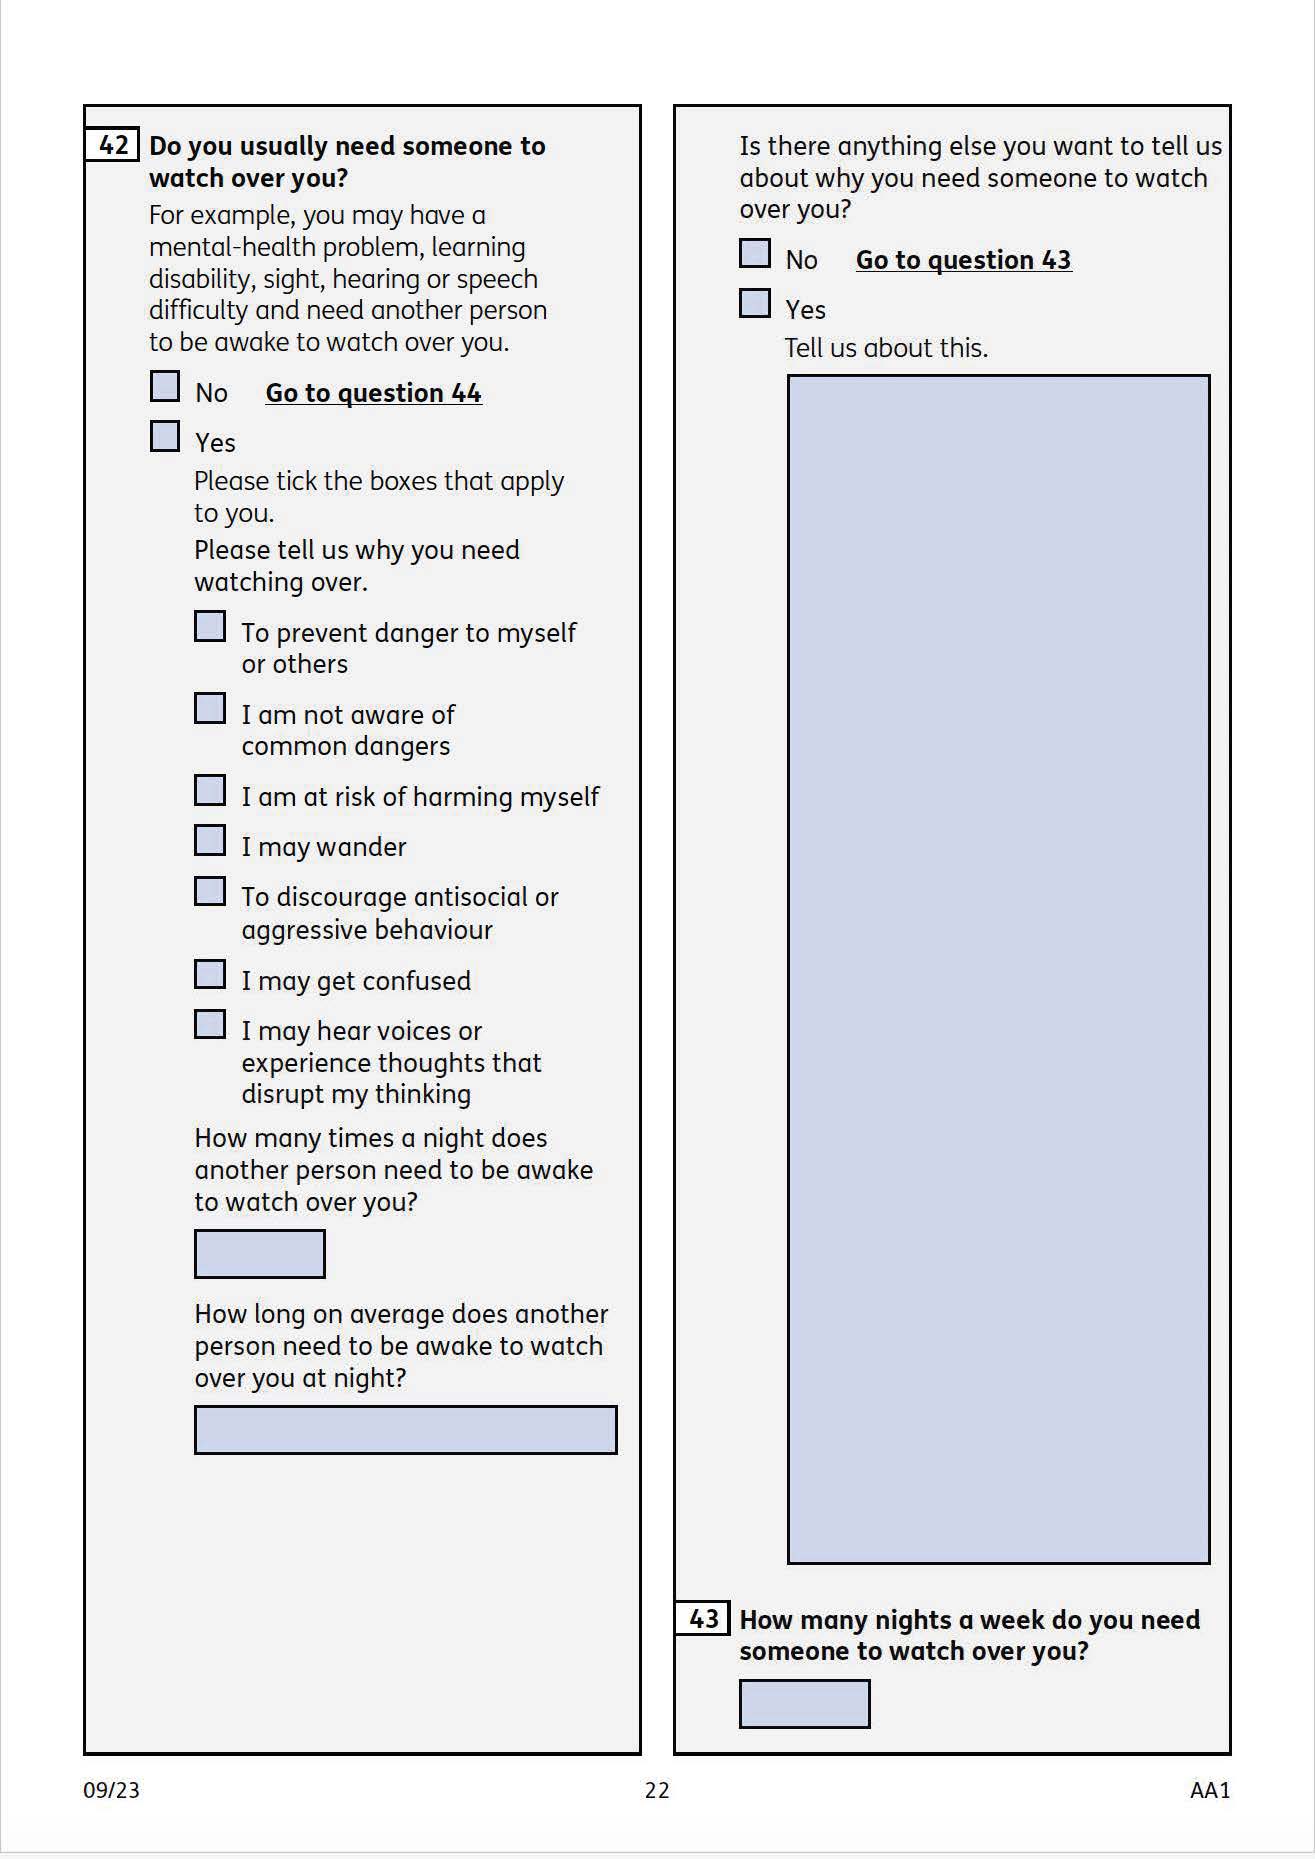 42 Do you usually need someone to
watch over you?
For example, you may have a
mental-health problem, learning
disability, sight, hearing or speech
difficulty and need another person
to be awake to watch over you.
No Go to question 44
Yes
Please tick the boxes that apply
to you.
Please tell us why you need
watching over.
To prevent danger to myself
or others
I am not aware of
common dangers
I am at risk of harming myself
I may wander
To discourage antisocial or
aggressive behaviour
I may get confused
I may hear voices or
experience thoughts that
disrupt my thinking
How many times a night does
another person need to be awake
to watch over you?
How long on average does another
person need to be awake to watch
over you at night?
Is there anything else you want to tell us
about why you need someone to watch
over you?
No Go to question 43
Yes
Tell us about this.
43 How many nights a week do you need
someone to watch over you?
09/23 22 AA1